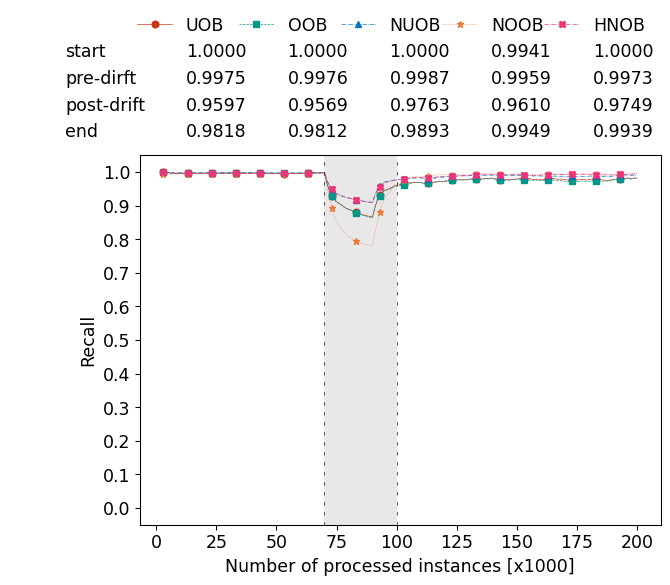 UOB OOB NUOB NOOB HNOB
start 1.0000 1.0000 1.0000 0.9941 1.0000
pre-dirft 0.9975 0.9976 0.9987 0.9959 0.9973
post-drift 0.9597 0.9569 0.9763 0.9610 0.9749
end 0.9818 0.9812 0.9893 0.9949 0.9939
1.0
0.9
0.8
0.7
0.6
0.5
0.4
0.3
0.2
0.1
0.0
Recall
0 25 50 75 100 125 150 175 200
Number of processed instances [x1000]